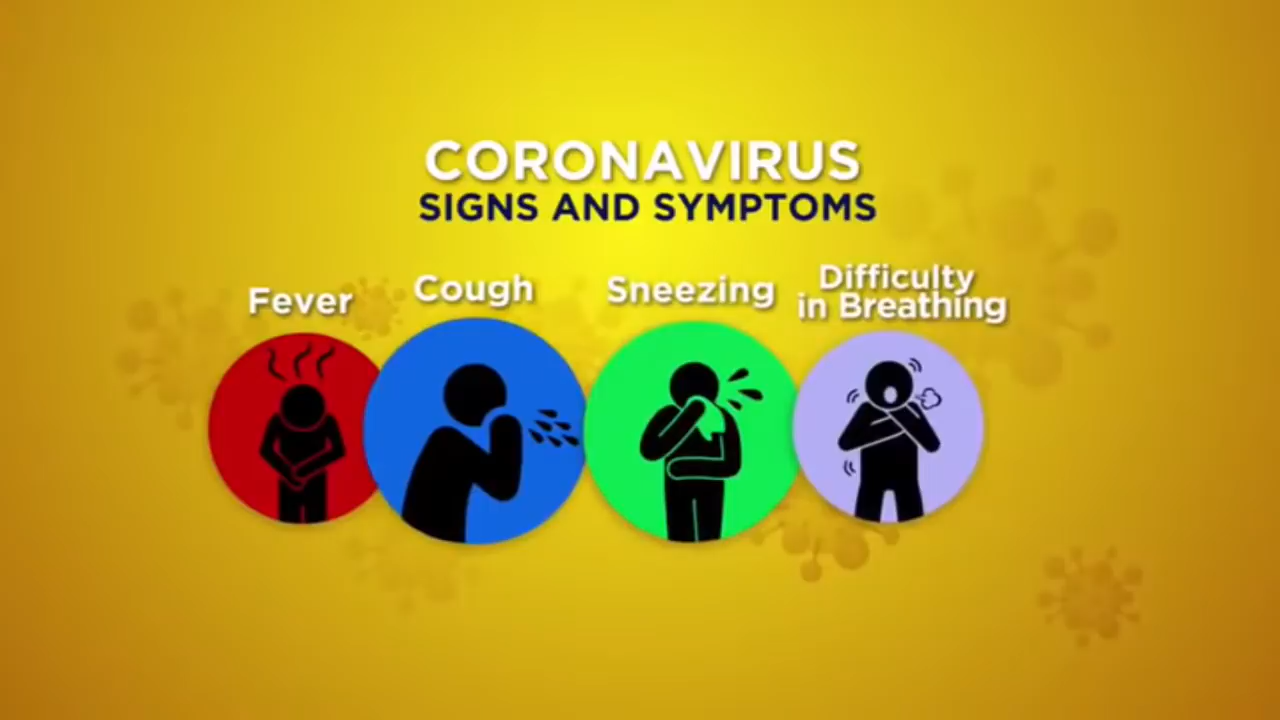 CORONAVIRUS
SIGNS AND SYMPTOMS
Fever
Cough
Sneezing
Difficulty
in Breathing